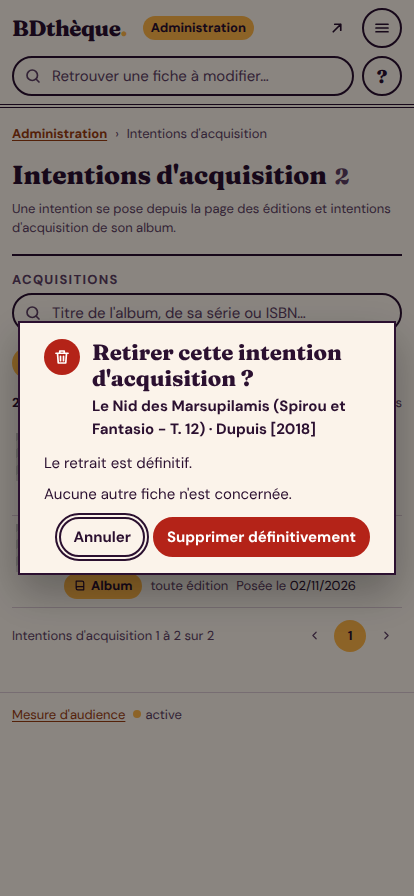 BDthèque.
Administration
Retrouver une fiche à modifier...
?
Administration › Intentions d'acquisition
Intentions d'acquisition 2
Une intention se pose depuis la page des éditions et intentions
d'acquisition de son album.
ACQUISITIONS
Titre de l'album, de sa série ou ISBN...
Retirer cette intention
d'acquisition ?
Le Nid des Marsupilamis (Spirou et
Fantasio - T. 12) · Dupuis [2018]
Le retrait est définitif.
Aucune autre fiche n'est concernée.
Annuler
Supprimer définitivement
Album toute édition Posée le 02/11/2026
Intentions d'acquisition 1 à 2 sur 2
‹ 1 ›
Mesure d'audience active